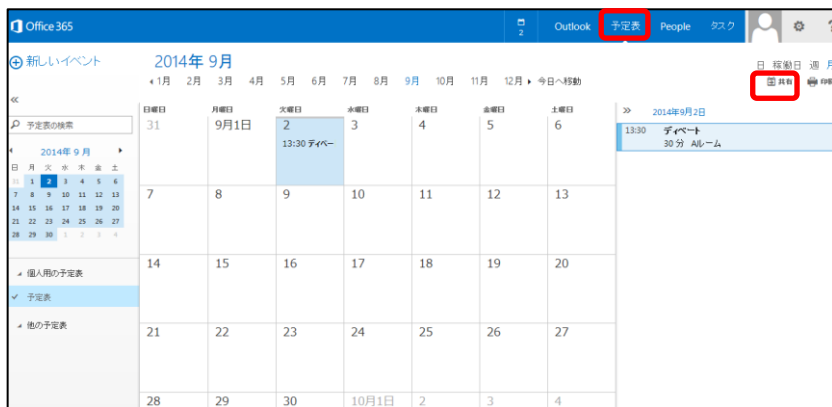 Office 365
2
Outlook 予定表 People タスク ?
新しいイベント
2014年 9月
日 稼働日 週 月
1月 2月 3月 4月 5月 6月 7月 8月 9月 10月 11月 12月 今日へ移動
共有 印刷
«
予定表の検索
2014年 9月
日 月 火 水 木 金 土
31 1 2 3 4 5 6
7 8 9 10 11 12 13
14 15 16 17 18 19 20
21 22 23 24 25 26 27
28 29 30 1 2 3 4
個人用の予定表
予定表
他の予定表
日曜日 月曜日 火曜日 水曜日 木曜日 金曜日 土曜日
31 9月1日 2 3 4 5 6
13:30 ディベー
7 8 9 10 11 12 13
14 15 16 17 18 19 20
21 22 23 24 25 26 27
28 29 30 10月1日 2 3 4
» 2014年9月2日
13:30 ディベート
30 分 AVルーム